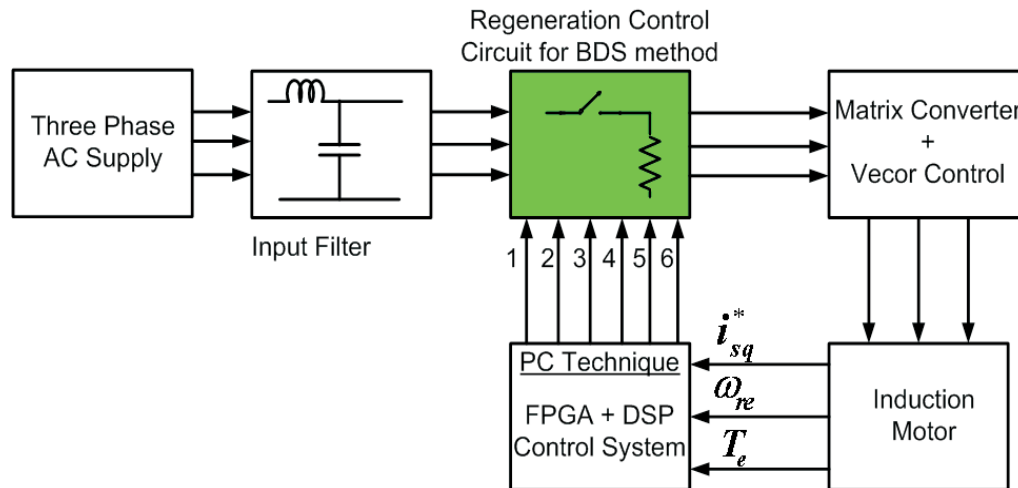 Regeneration Control
Circuit for BDS method
Three Phase
AC Supply
Input Filter
Matrix Converter
+
Vecor Control
1 2 3 4 5 6
PC Technique
FPGA + DSP
Control System
i*sq
ωre
Te
Induction
Motor